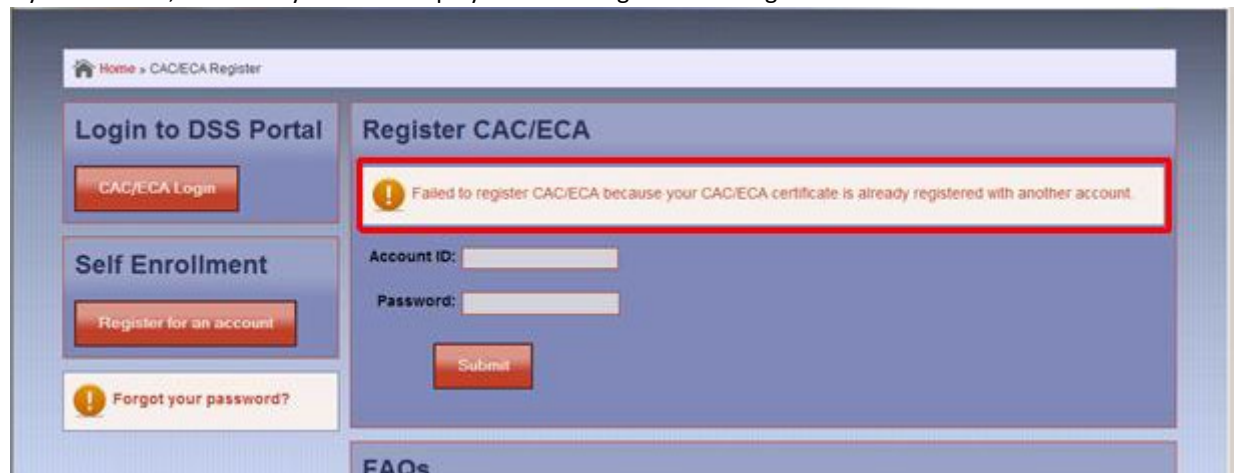 Home » CAC/ECA Register
Login to DSS Portal
CAC/ECA Login
Self Enrollment
Register for an account
Forgot your password?
Register CAC/ECA
Failed to register CAC/ECA because your CAC/ECA certificate is already registered with another account.
Account ID:
Password:
Submit
FAQs